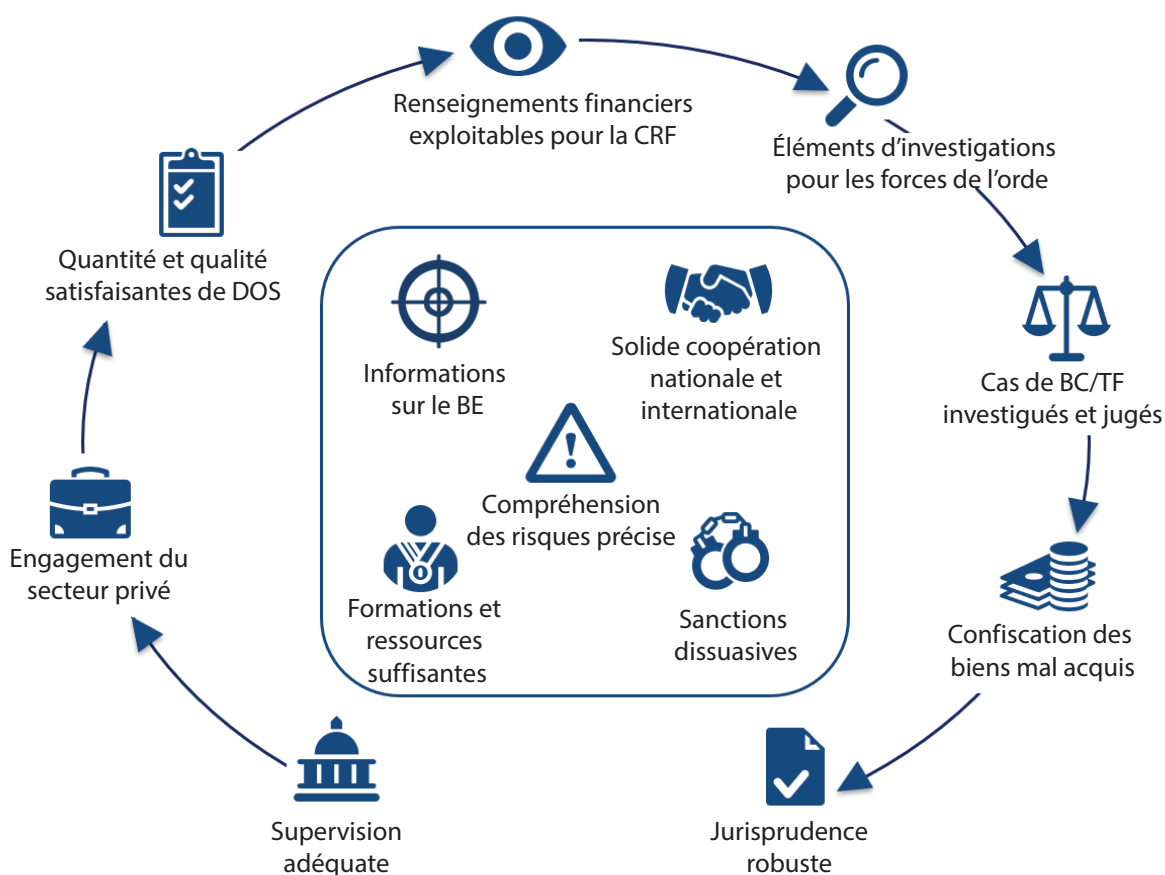 Renseignements financiers
exploitables pour la CRF
Éléments d'investigations
pour les forces de l'orde
Quantité et qualité
satisfaisantes de DOS
Informations
sur le BE
Solide coopération
nationale et
internationale
Cas de BC/TF
investigués et jugés
Compréhension
des risques précise
Engagement du
secteur privé
Formations et
ressources
suffisantes
Sanctions
dissuasives
Confiscation des
biens mal acquis
Supervision
adéquate
Jurisprudence
robuste